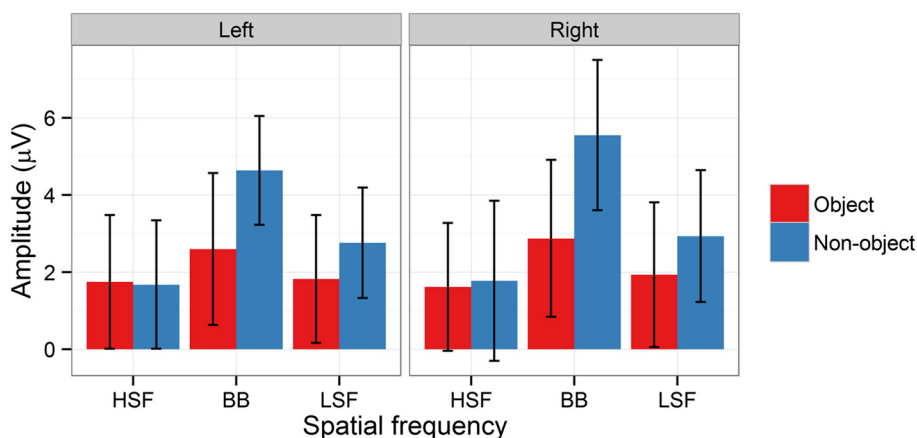 Left Right
Amplitude (μV)
6
4
2
0
HSF BB LSF HSF BB LSF
Spatial frequency
Object
Non-object